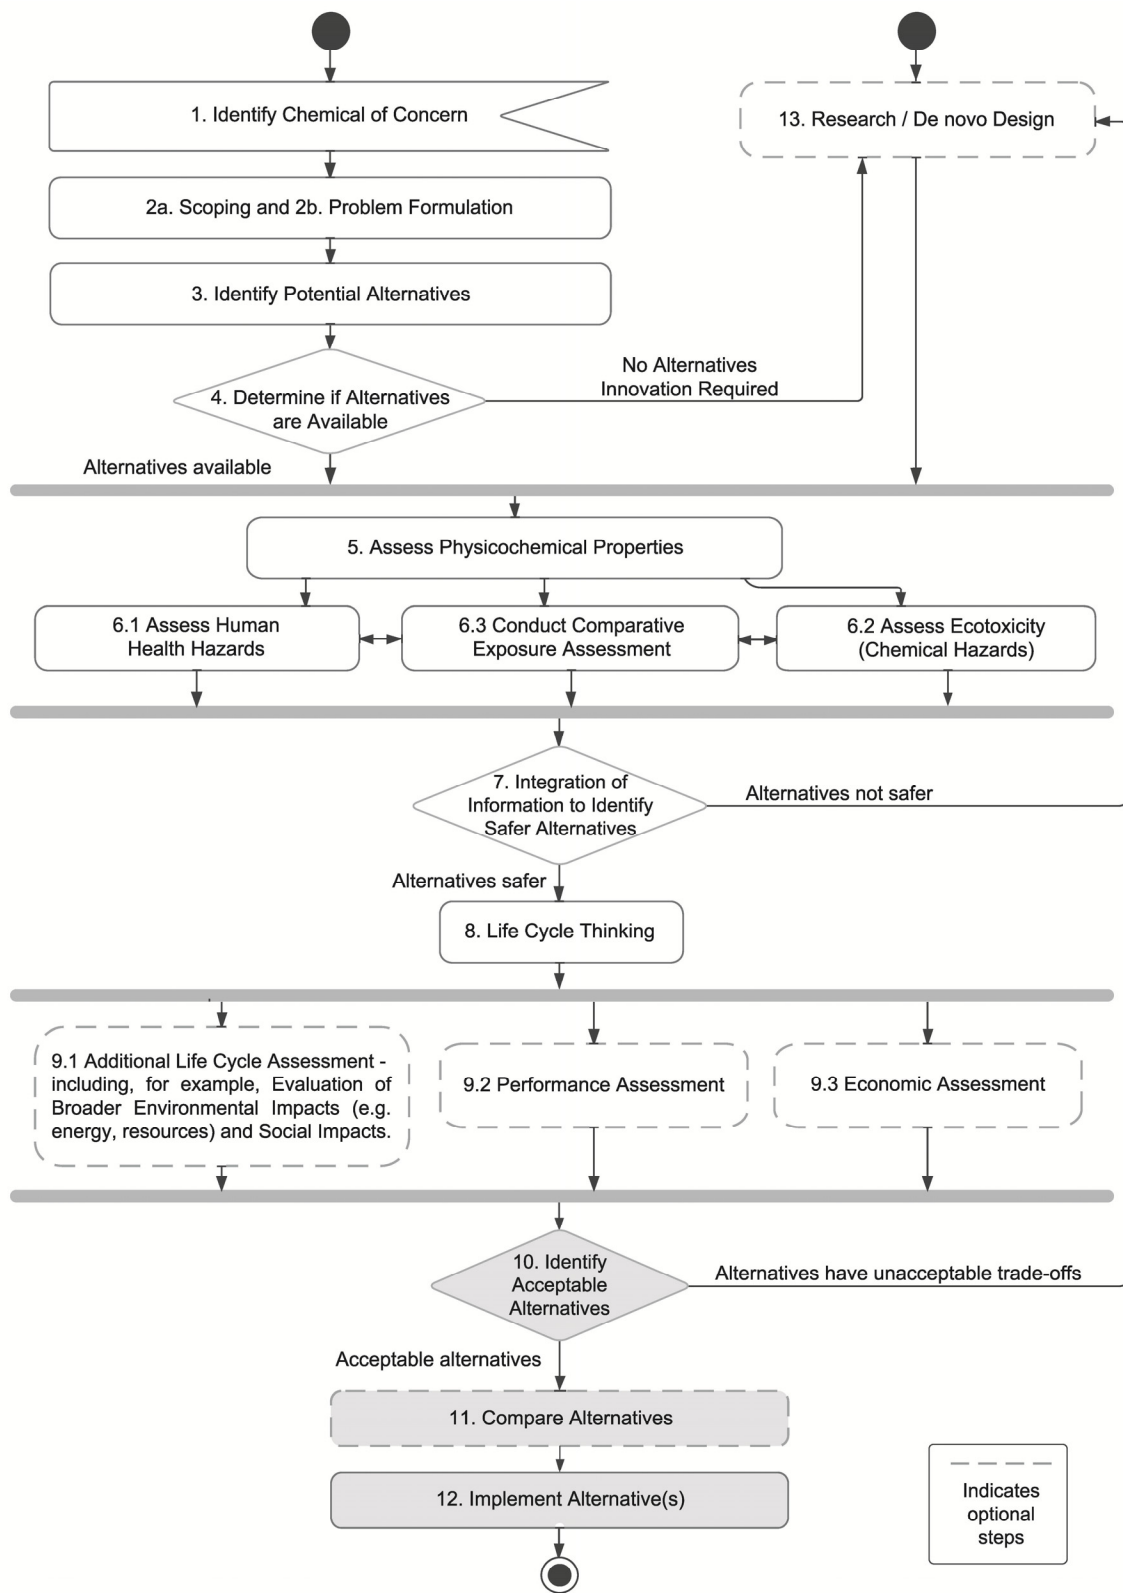 1. Identify Chemical of Concern
13. Research / De novo Design
2a. Scoping and 2b. Problem Formulation
3. Identify Potential Alternatives
No Alternatives
Innovation Required
4. Determine if Alternatives
are Available
Alternatives available
5. Assess Physicochemical Properties
6.1 Assess Human
Health Hazards
6.3 Conduct Comparative
Exposure Assessment
6.2 Assess Ecotoxicity
(Chemical Hazards)
7. Integration of
Information to Identify
Safer Alternatives
Alternatives not safer
Alternatives safer
8. Life Cycle Thinking
9.1 Additional Life Cycle Assessment -
including, for example, Evaluation of
Broader Environmental Impacts (e.g.
energy, resources) and Social Impacts.
9.2 Performance Assessment
9.3 Economic Assessment
10. Identify
Acceptable
Alternatives
Alternatives have unacceptable trade-offs
Acceptable alternatives
11. Compare Alternatives
12. Implement Alternative(s)
Indicates
optional
steps